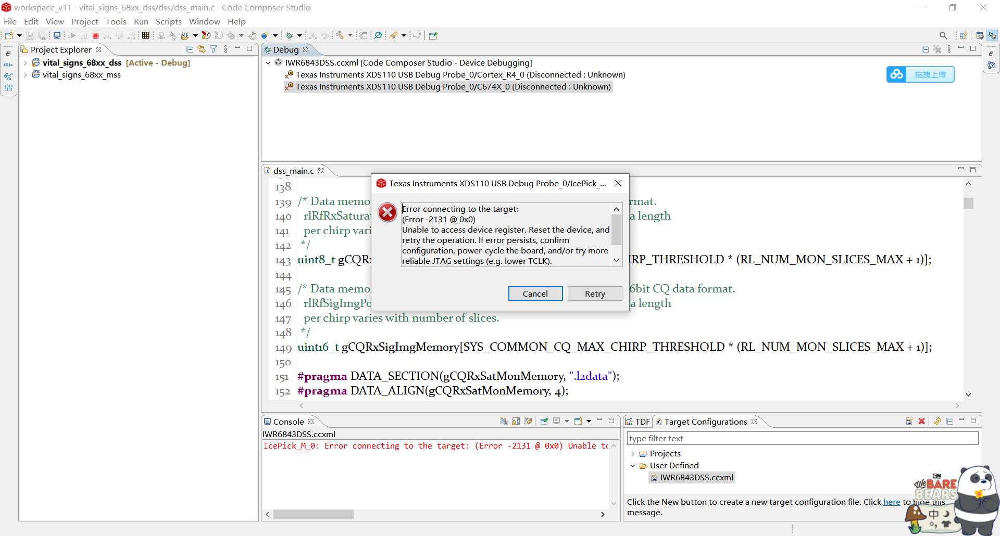 workspace_v11 - vital_signs_68xx_dss/dss/dss_main.c - Code Composer Studio
File Edit View Project Tools Run Scripts Window Help
Project Explorer
vital_signs_68xx_dss [Active - Debug]
vital_signs_68xx_mss
Debug
IWR6843DSS.ccxml [Code Composer Studio - Device Debugging]
Texas Instruments XDS110 USB Debug Probe_0/Cortex_R4_0 (Disconnected : Unknown)
Texas Instruments XDS110 USB Debug Probe_0/C674X_0 (Disconnected : Unknown)
拖拽上传
dss_main.c
138
139 /* Data memo rmat.
140 rlRfRxSatura a length
141 per chirp vari
142 */
143 uint8_t gCQR IRP_THRESHOLD * (RL_NUM_MON_SLICES_MAX + 1)];
144
145 /* Data memo 6bit CQ data format.
146 rlRfSigImgPo a length
147 per chirp varies with number of slices.
148 */
149 uint16_t gCQRxSigImgMemory[SYS_COMMON_CQ_MAX_CHIRP_THRESHOLD * (RL_NUM_MON_SLICES_MAX + 1)];
150
151 #pragma DATA_SECTION(gCQRxSatMonMemory, ".l2data");
152 #pragma DATA_ALIGN(gCQRxSatMonMemory, 4);
Texas Instruments XDS110 USB Debug Probe_0/IcePick_...
Error connecting to the target:
(Error -2131 @ 0x0)
Unable to access device register. Reset the device, and
retry the operation. If error persists, confirm
configuration, power-cycle the board, and/or try more
reliable JTAG settings (e.g. lower TCLK).
Cancel
Retry
Console
IWR6843DSS.ccxml
IcePick_M_0: Error connecting to the target: (Error -2131 @ 0x0) Unable to
TDF
Target Configurations
type filter text
Projects
User Defined
IWR6843DSS.ccxml
Click the New button to create a new target configuration file. Click here to hide this
message.
CN
We BARE
BEARS
中